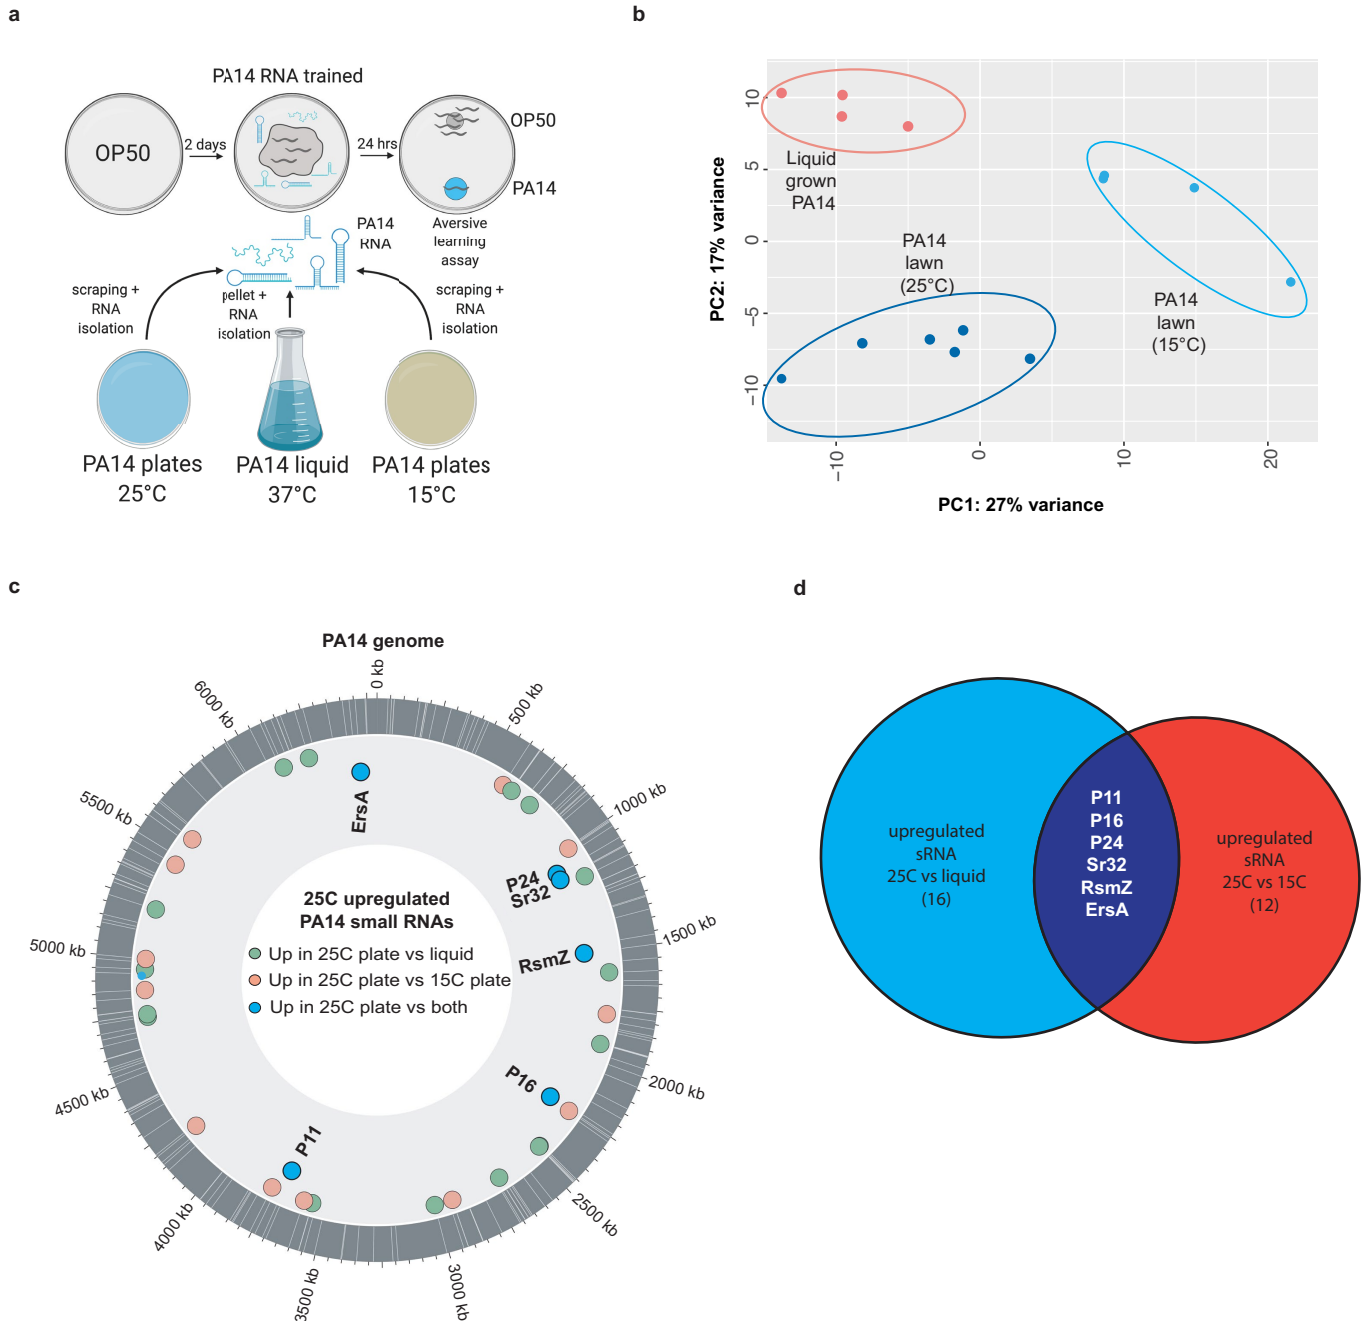 a
PA14 RNA trained
OP50
2 days
24 hrs
OP50
PA14
PA14
RNA
Aversive
learning
assay
scraping +
RNA
isolation
pellet +
RNA
isolation
scraping +
RNA
isolation
PA14 plates
25°C
PA14 liquid
37°C
PA14 plates
15°C
b
PC2: 17% variance
10
5
0
−5
−10
Liquid
grown
PA14
PA14
lawn
(25°C)
PA14
lawn
(15°C)
−10
0
10
20
PC1: 27% variance
c
PA14 genome
0 kb
500 kb
1000 kb
1500 kb
2000 kb
2500 kb
3000 kb
3500 kb
4000 kb
4500 kb
5000 kb
5500 kb
6000 kb
ErsA
P24
Sr32
RsmZ
P16
P11
25C upregulated
PA14 small RNAs
Up in 25C plate vs liquid
Up in 25C plate vs 15C plate
Up in 25C plate vs both
d
upregulated
sRNA
25C vs liquid
(16)
P11
P16
P24
Sr32
RsmZ
ErsA
upregulated
sRNA
25C vs 15C
(12)